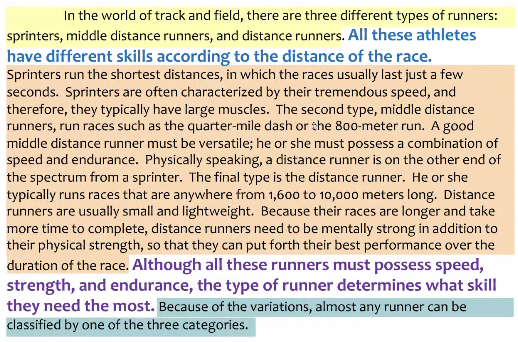 In the world of track and field, there are three different types of runners:
sprinters, middle distance runners, and distance runners. All these athletes
have different skills according to the distance of the race.
Sprinters run the shortest distances, in which the races usually last just a few
seconds. Sprinters are often characterized by their tremendous speed, and
therefore, they typically have large muscles. The second type, middle distance
runners, run races such as the quarter-mile dash or the 800-meter run. A good
middle distance runner must be versatile; he or she must possess a combination of
speed and endurance. Physically speaking, a distance runner is on the other end of
the spectrum from a sprinter. The final type is the distance runner. He or she
typically runs races that are anywhere from 1,600 to 10,000 meters long. Distance
runners are usually small and lightweight. Because their races are longer and take
more time to complete, distance runners need to be mentally strong in addition to
their physical strength, so that they can put forth their best performance over the
duration of the race. Although all these runners must possess speed,
strength, and endurance, the type of runner determines what skill
they need the most. Because of the variations, almost any runner can be
classified by one of the three categories.